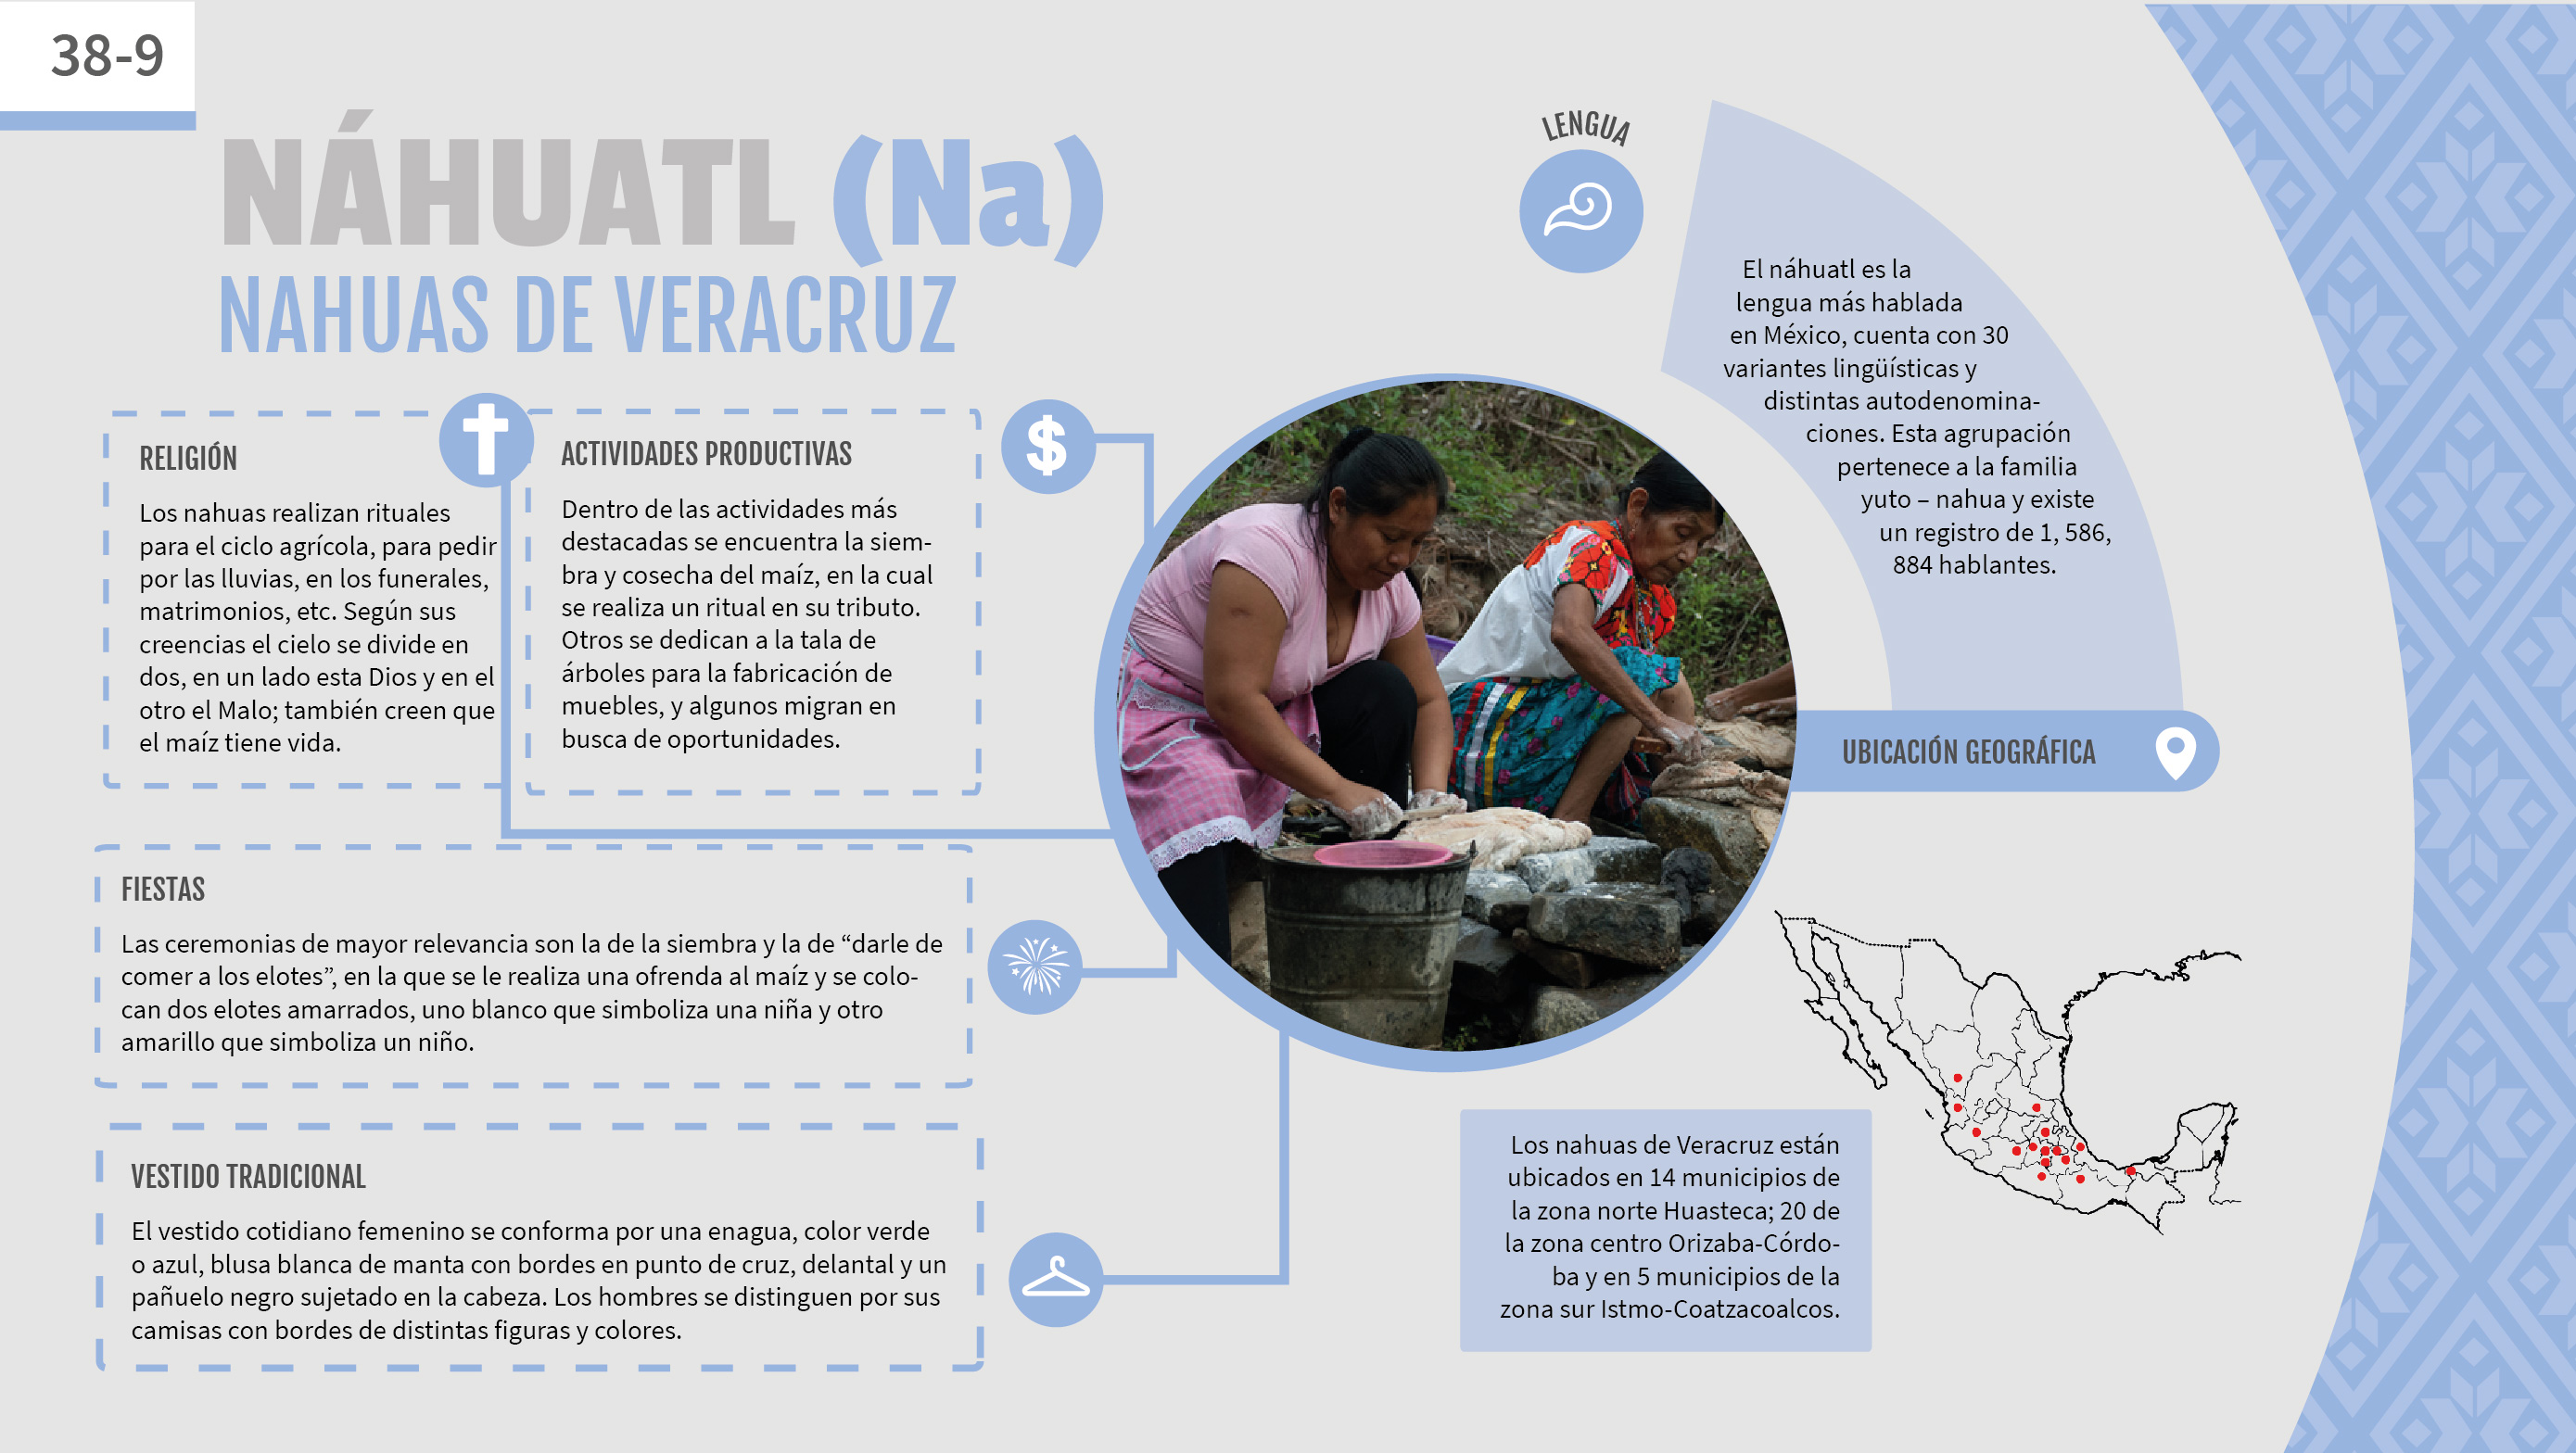 38-9
NÁHUATL (Na)
NAHUAS DE VERACRUZ
RELIGIÓN
Los nahuas realizan rituales
para el ciclo agrícola, para pedir
por las lluvias, en los funerales,
matrimonios, etc. Según sus
creencias el cielo se divide en
dos, en un lado esta Dios y en el
otro el Malo; también creen que
el maíz tiene vida.
ACTIVIDADES PRODUCTIVAS
Dentro de las actividades más
destacadas se encuentra la siem-
bra y cosecha del maíz, en la cual
se realiza un ritual en su tributo.
Otros se dedican a la tala de
árboles para la fabricación de
muebles, y algunos migran en
busca de oportunidades.
$
FIESTAS
Las ceremonias de mayor relevancia son la de la siembra y la de “darle de
comer a los elotes”, en la que se le realiza una ofrenda al maíz y se colo-
can dos elotes amarrados, uno blanco que simboliza una niña y otro
amarillo que simboliza un niño.
VESTIDO TRADICIONAL
El vestido cotidiano femenino se conforma por una enagua, color verde
o azul, blusa blanca de manta con bordes en punto de cruz, delantal y un
pañuelo negro sujetado en la cabeza. Los hombres se distinguen por sus
camisas con bordes de distintas figuras y colores.
LENGUA
El náhuatl es la
lengua más hablada
en México, cuenta con 30
variantes lingüísticas y
distintas autodenomina-
ciones. Esta agrupación
pertenece a la familia
yuto – nahua y existe
un registro de 1, 586,
884 hablantes.
UBICACIÓN GEOGRÁFICA
Los nahuas de Veracruz están
ubicados en 14 municipios de
la zona norte Huasteca; 20 de
la zona centro Orizaba-Córdo-
ba y en 5 municipios de la
zona sur Istmo-Coatzacoalcos.